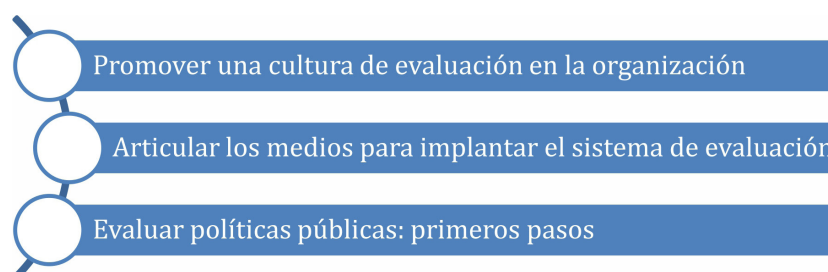 Promover una cultura de evaluación en la organización
Articular los medios para implantar el sistema de evaluación
Evaluar políticas públicas: primeros pasos